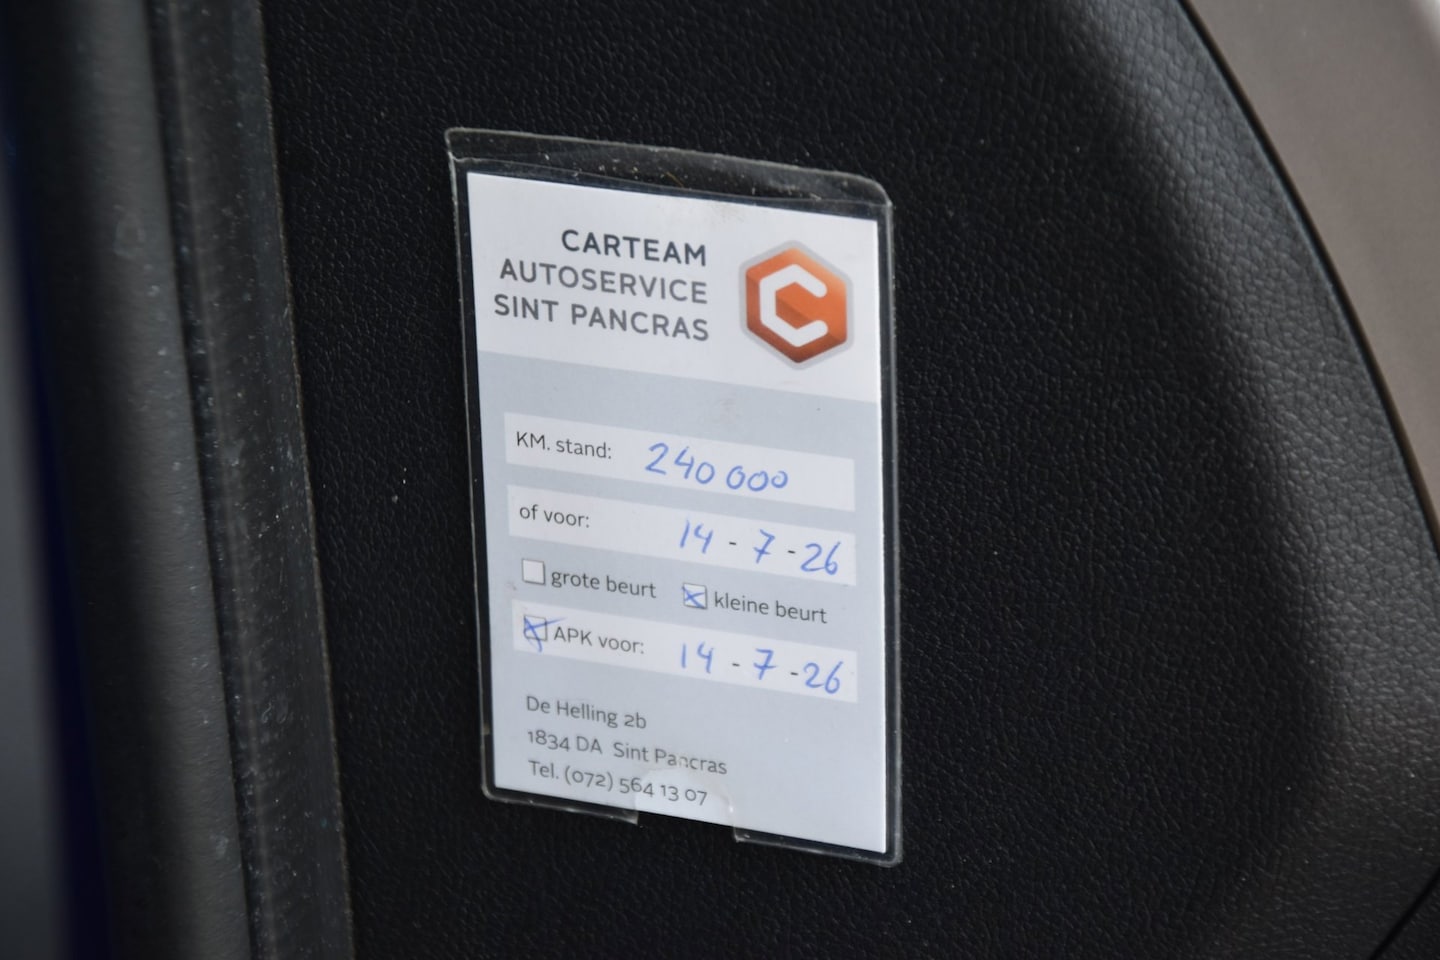 CARTEAM
AUTOSERVICE
SINT PANCRAS
KM. stand: 240 000
of voor: 14 - 7 - 26
grote beurt kleine beurt
APK voor: 14 - 7 - 26
De Helling 2b
1834 DA Sint Pancras
Tel. (072) 564 13 07